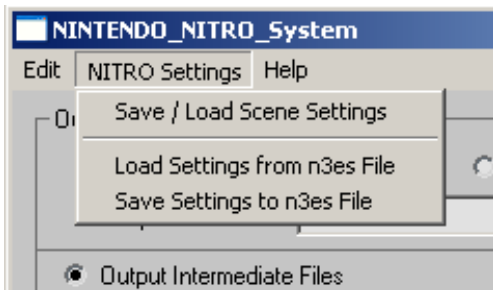 NINTENDO_NITRO_System
Edit NITRO Settings Help
Save / Load Scene Settings
Load Settings from n3es File
Save Settings to n3es File
Output Intermediate Files